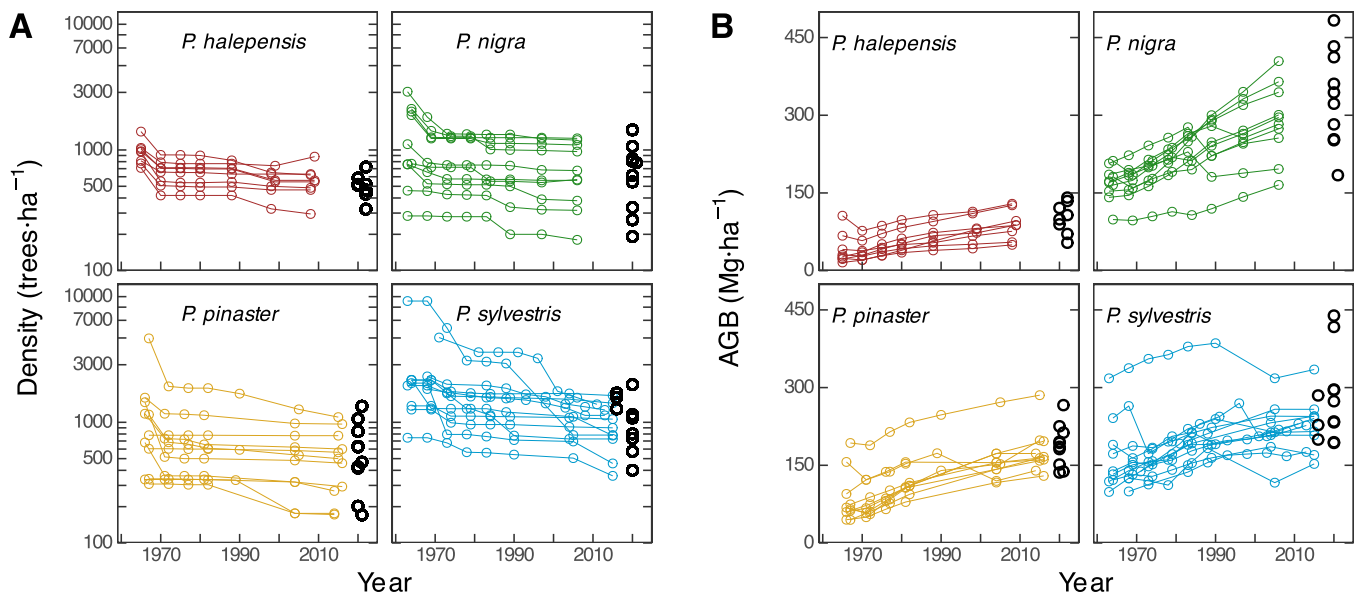 A
Density (trees·ha⁻¹)
10000
7000
3000
1000
500
100
P. halepensis
P. nigra
10000
7000
3000
1000
500
100
P. pinaster
P. sylvestris
1970 1990 2010
1970 1990 2010
Year
B
AGB (Mg·ha⁻¹)
450
300
150
0
P. halepensis
P. nigra
450
300
150
0
P. pinaster
P. sylvestris
1970 1990 2010
1970 1990 2010
Year